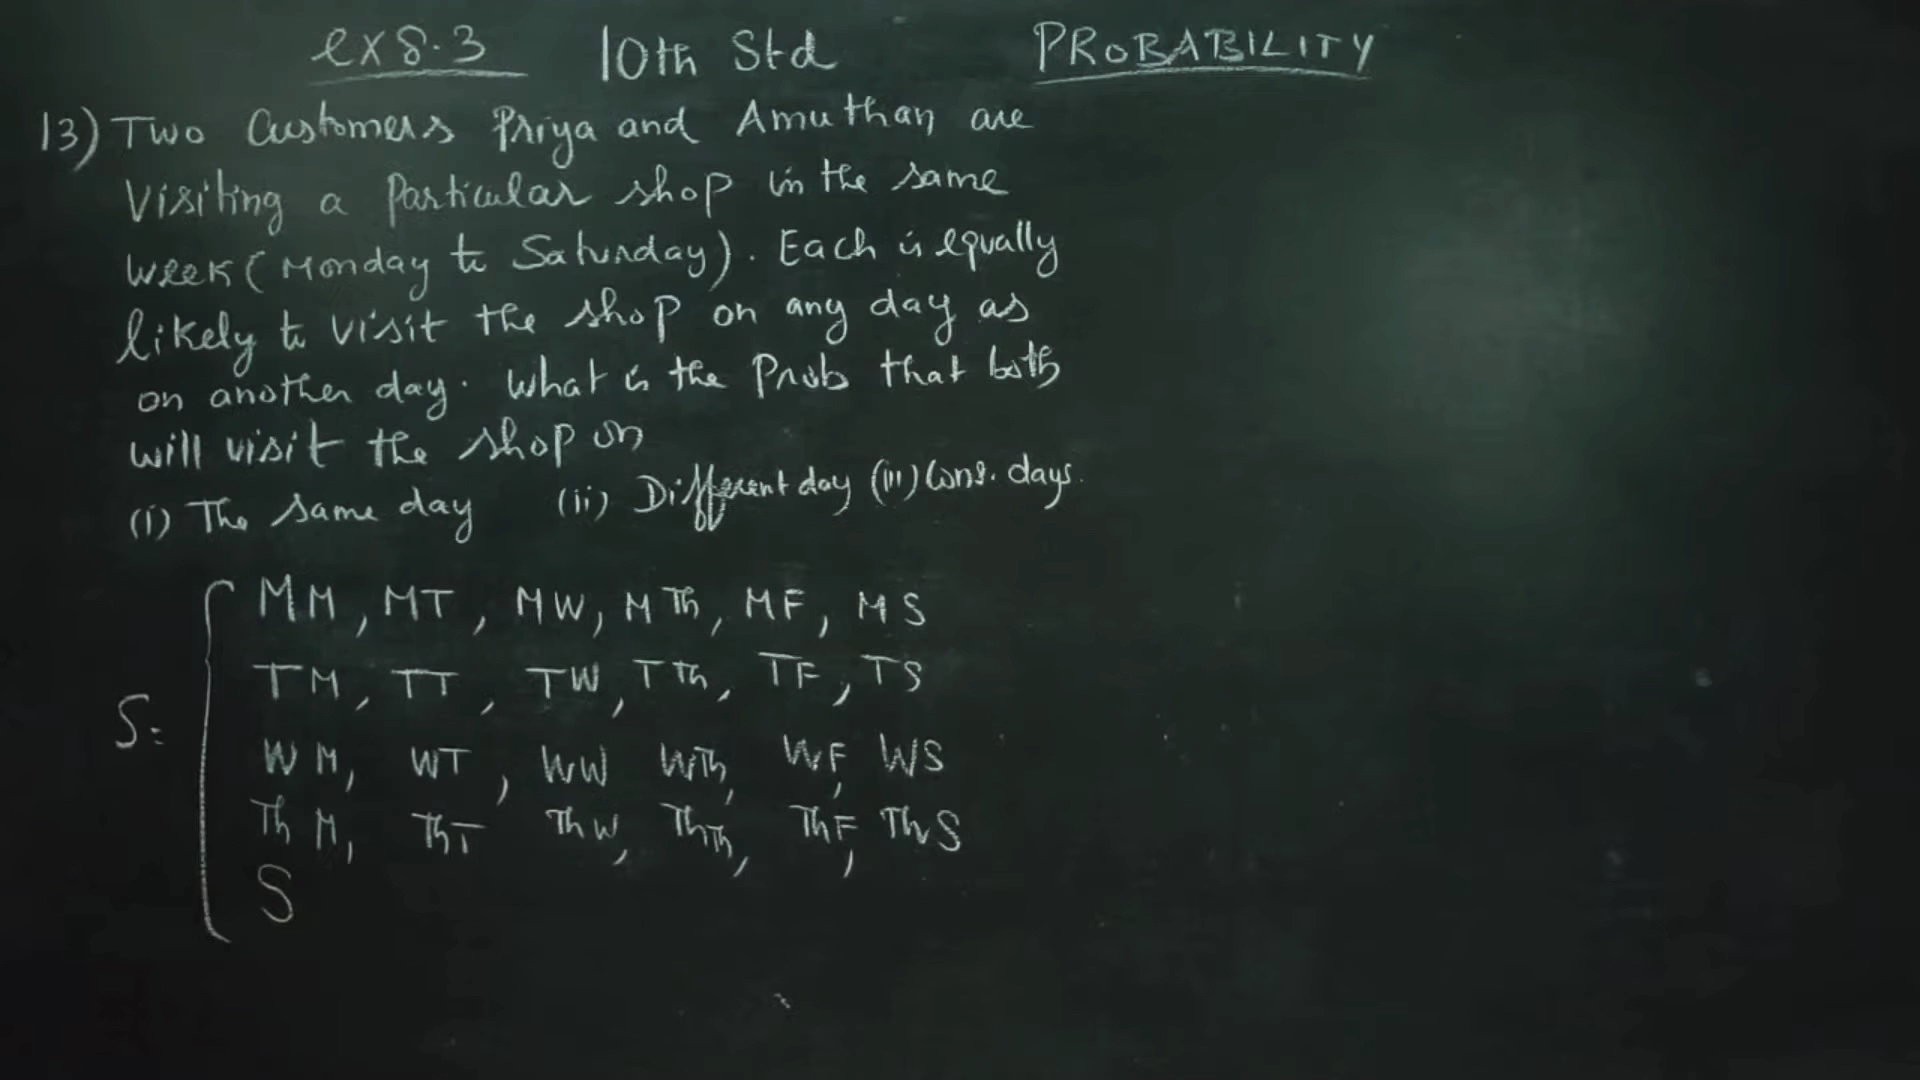 ex 8.3 10th Std PROBABILITY
13) Two Customers Priya and Amuthan are
visiting a Particular shop in the same
week (Monday to Saturday). Each is equally
likely to visit the shop on any day as
on another day. What is the Prob that both
will visit the shop on
(i) The same day (ii) Different day (iii) Cons. days.
MM, MT, MW, MTh, MF, MS
TM, TT, TW, TTh, TF, TS
S=
WM, WT, WW WTh, WF, WS
ThM, ThT ThW, ThTh, ThF, ThS
S